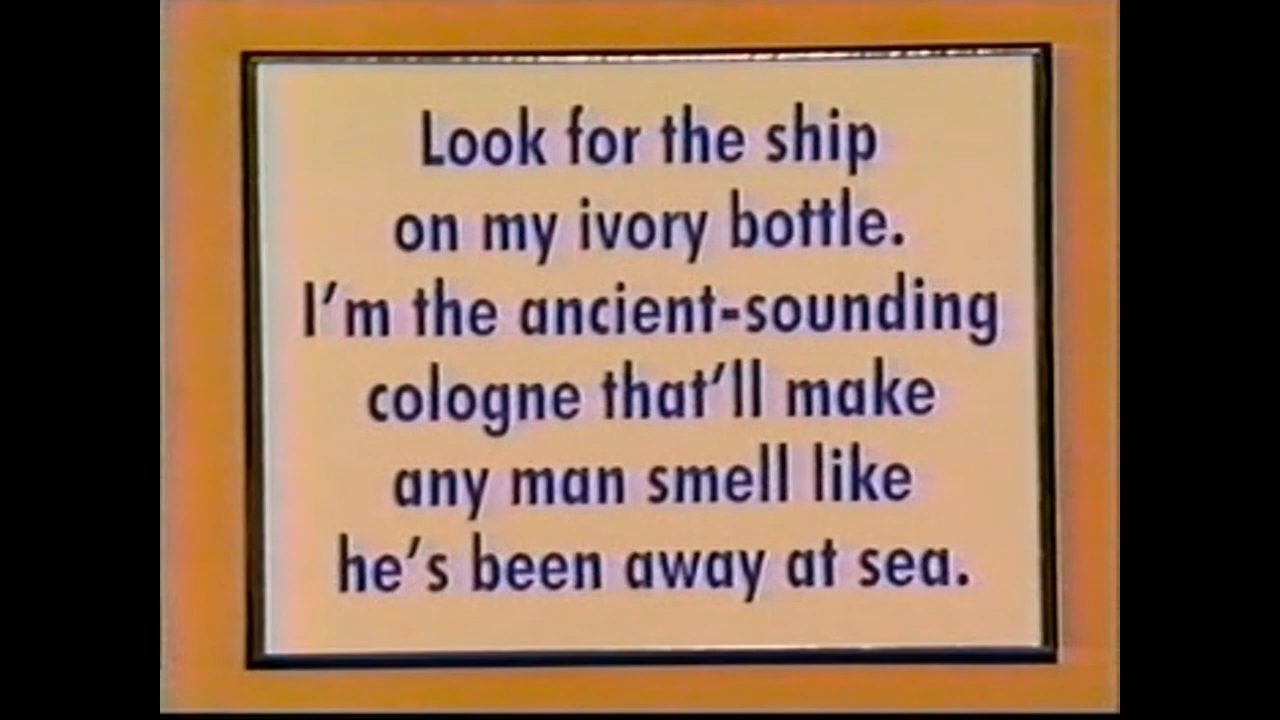 Look for the ship
on my ivory bottle.
I'm the ancient-sounding
cologne that'll make
any man smell like
he's been away at sea.